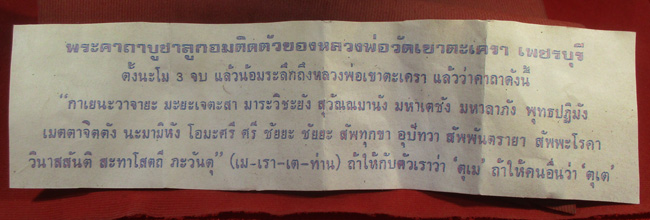 พระคาถาบูชาลูกอมติดตัวของหลวงพ่อวัดเขาตะเครา เพชรบุรี
ตั้งนะโม 3 จบ แล้วน้อมระลึกถึงหลวงพ่อเขาตะเครา แล้วว่าคาถาดังนี้
"กาเยนะวาจายะ มะยะเจตะสา มาระวิชะยัง สุวัณณมานัง มหาเตชัง มหาลาภัง พุทธปฏิมัง
เมตตาจิตตัง นะมามิหัง โอมะศรี ศรี ชัยยะ ชัยยะ สัพทุกขา อุปัททวา สัพพันตรายา สัพพะโรคา
วินาสสันติ สะทาโสตถี ภะวันตุ" (เม-เรา-เต-ท่าน) ถ้าให้กับตัวเราว่า 'ตุเม' ถ้าให้คนอื่นว่า 'ตุเต'